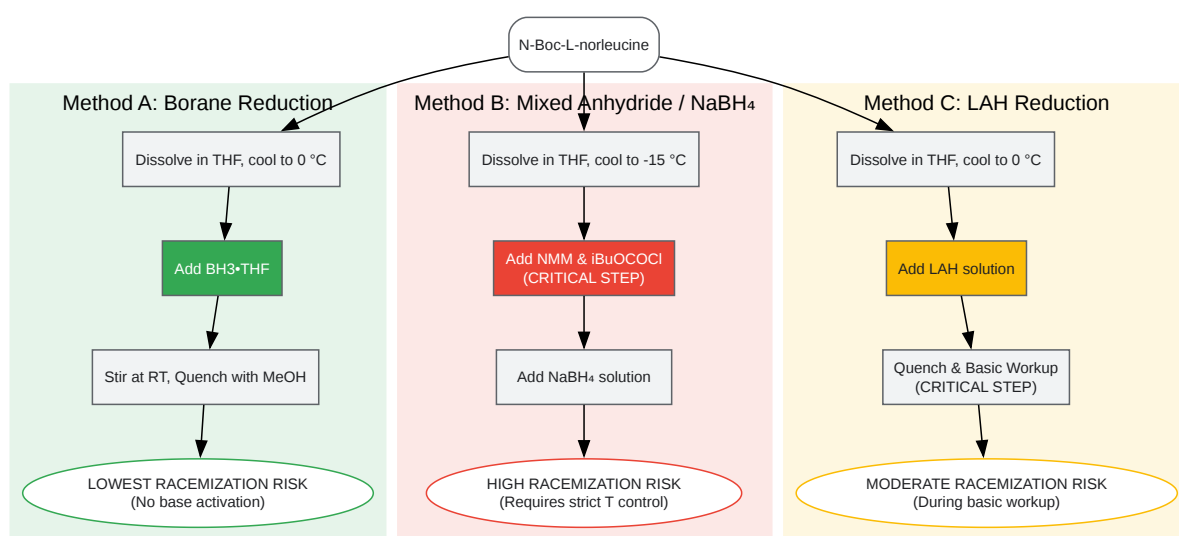 N-Boc-L-norleucine
Method A: Borane Reduction
Dissolve in THF, cool to 0 °C
Add BH3•THF
Stir at RT, Quench with MeOH
LOWEST RACEMIZATION RISK
(No base activation)
Method B: Mixed Anhydride / NaBH₄
Dissolve in THF, cool to -15 °C
Add NMM & iBuOCOCl
(CRITICAL STEP)
Add NaBH₄ solution
HIGH RACEMIZATION RISK
(Requires strict T control)
Method C: LAH Reduction
Dissolve in THF, cool to 0 °C
Add LAH solution
Quench & Basic Workup
(CRITICAL STEP)
MODERATE RACEMIZATION RISK
(During basic workup)